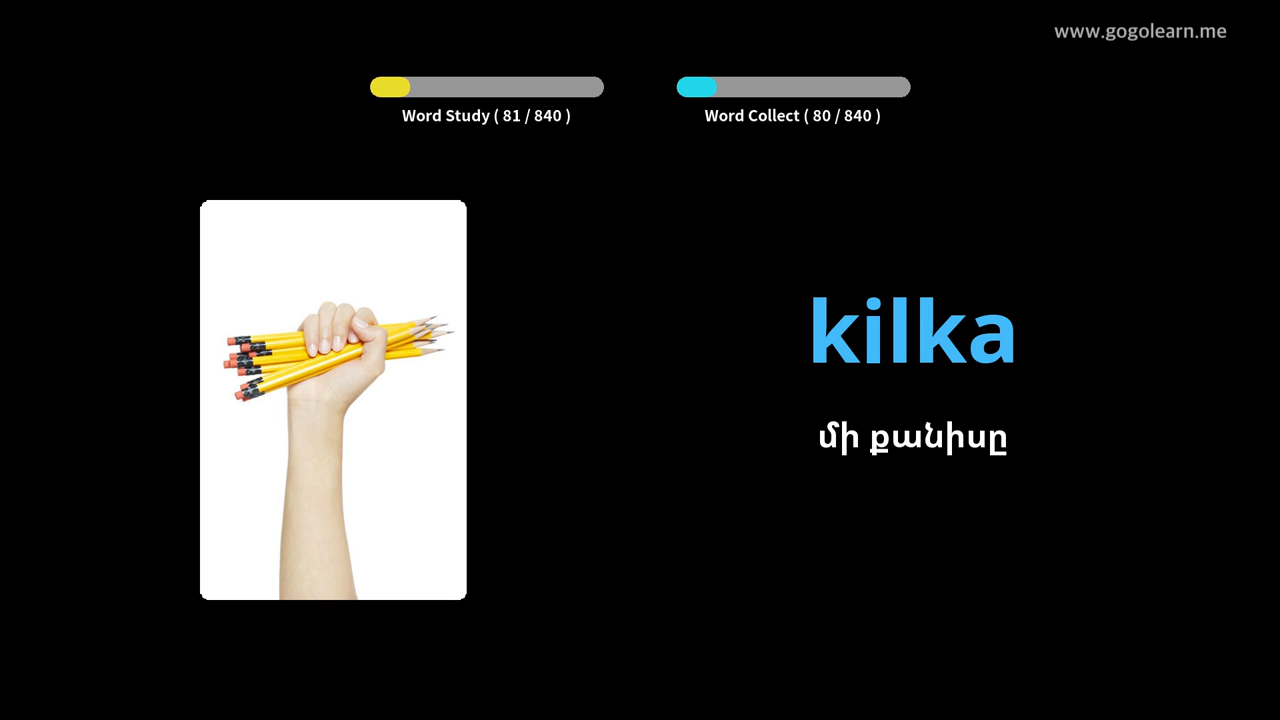 www.gogolearn.me
Word Study ( 81 / 840 )
Word Collect ( 80 / 840 )
kilka
մի քանիսը